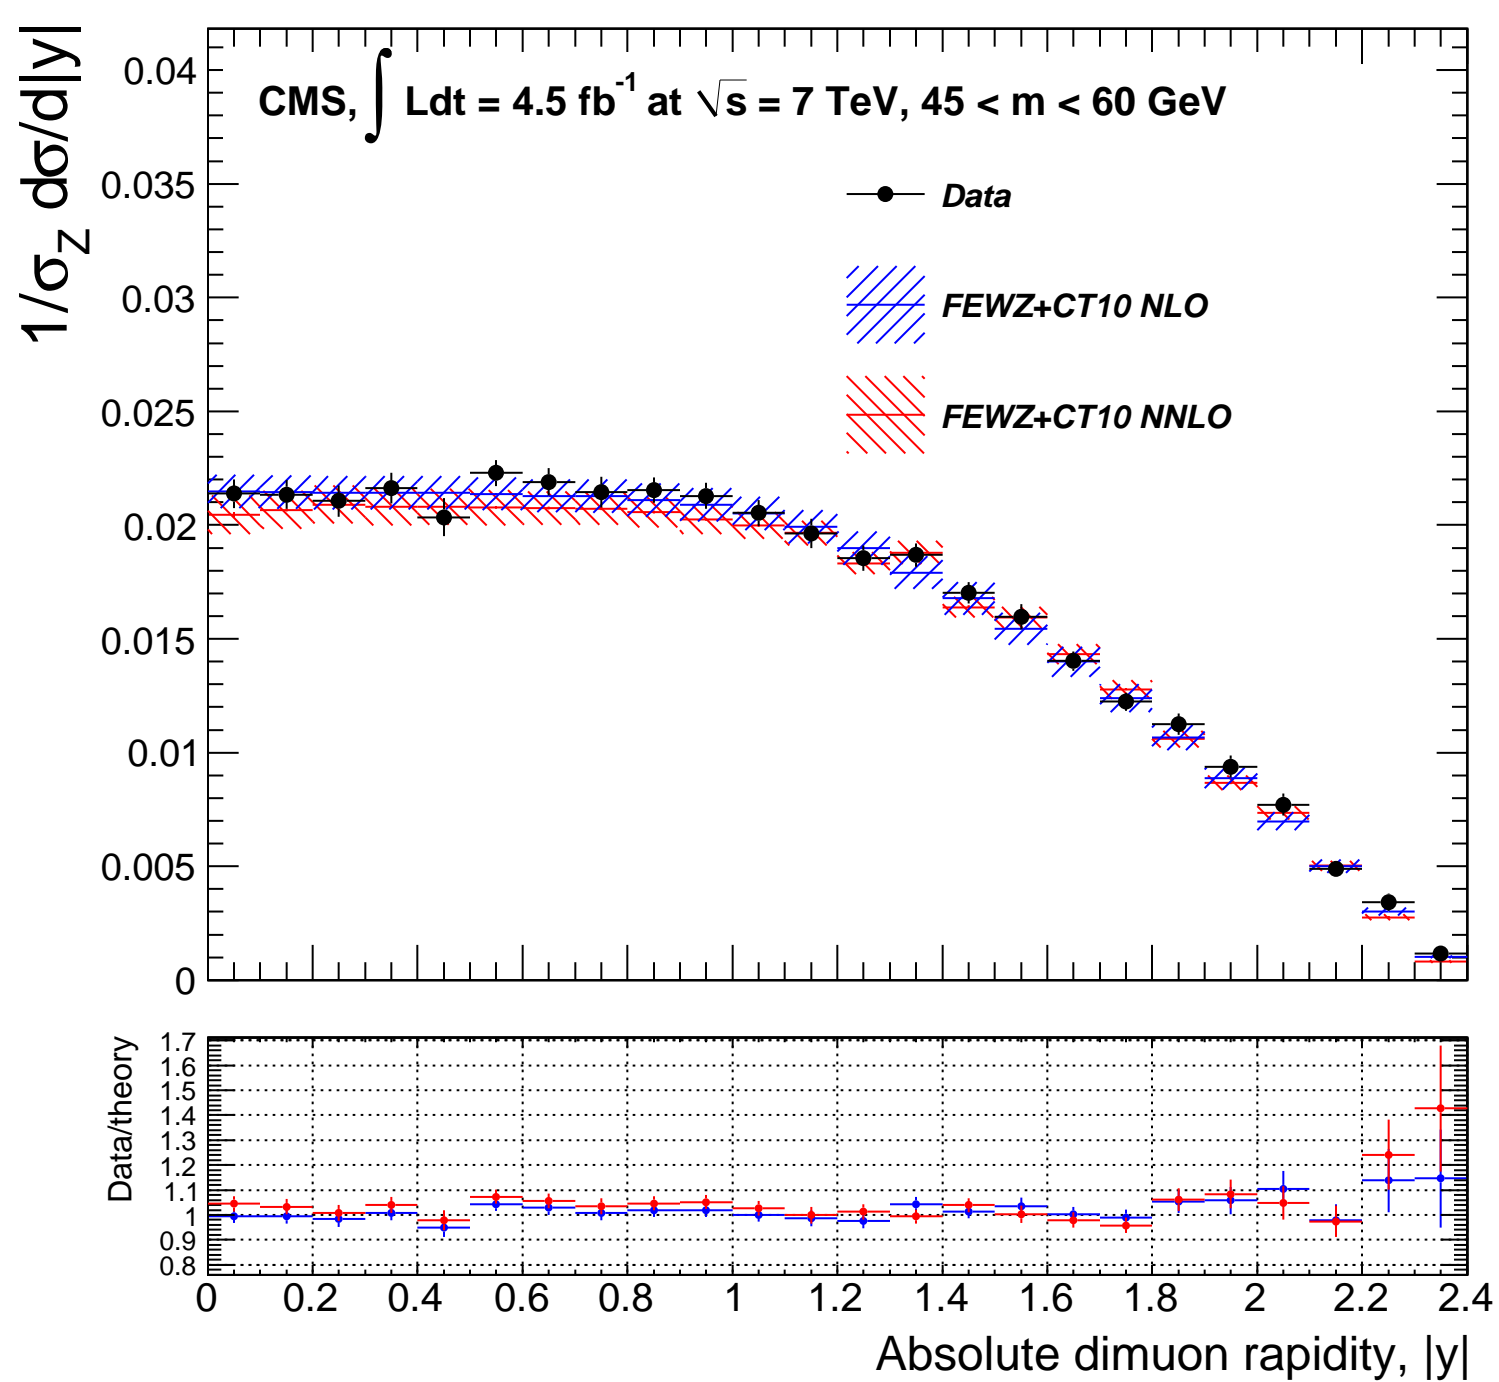 1/σZ dσ/d|y|
CMS, ∫ Ldt = 4.5 fb-1 at √s = 7 TeV, 45 < m < 60 GeV
Data
FEWZ+CT10 NLO
FEWZ+CT10 NNLO
0.04
0.035
0.03
0.025
0.02
0.015
0.01
0.005
0
Data/theory
1.7
1.6
1.5
1.4
1.3
1.2
1.1
1
0.9
0.8
0 0.2 0.4 0.6 0.8 1 1.2 1.4 1.6 1.8 2 2.2 2.4
Absolute dimuon rapidity, |y|